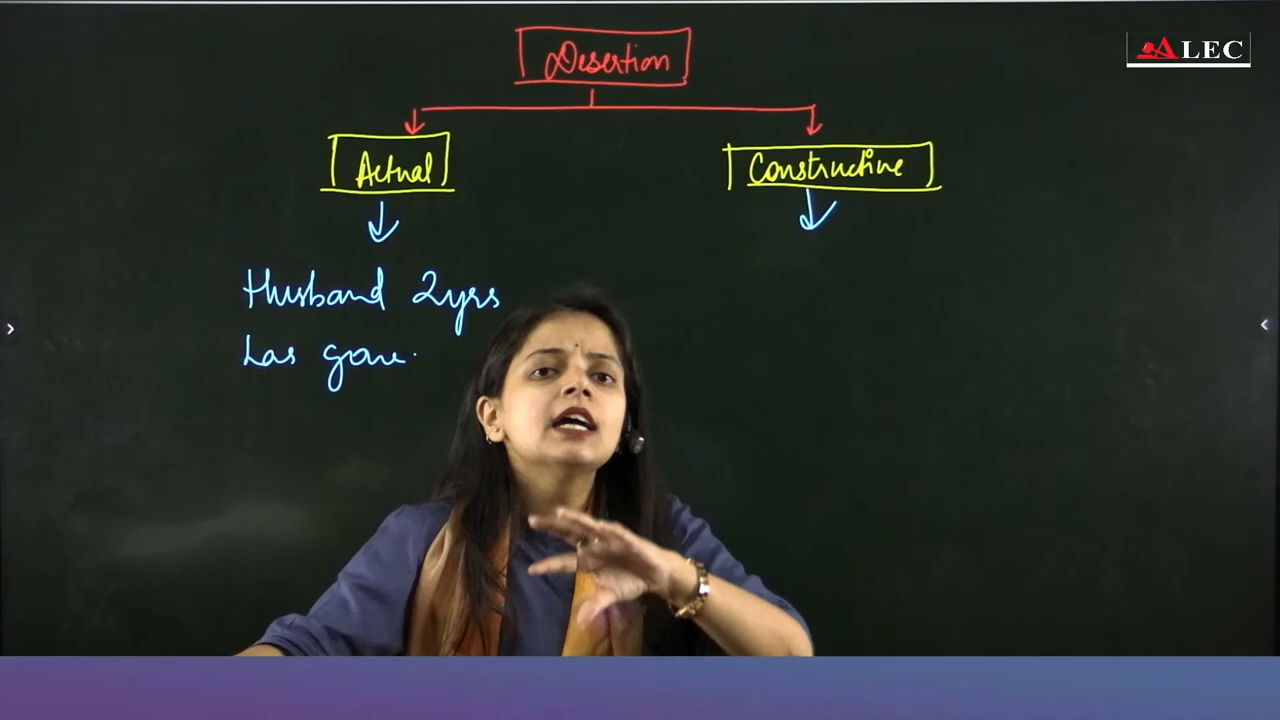 ALEC
Desertion
Actual
Constructive
Husband 2yrs
has gone.